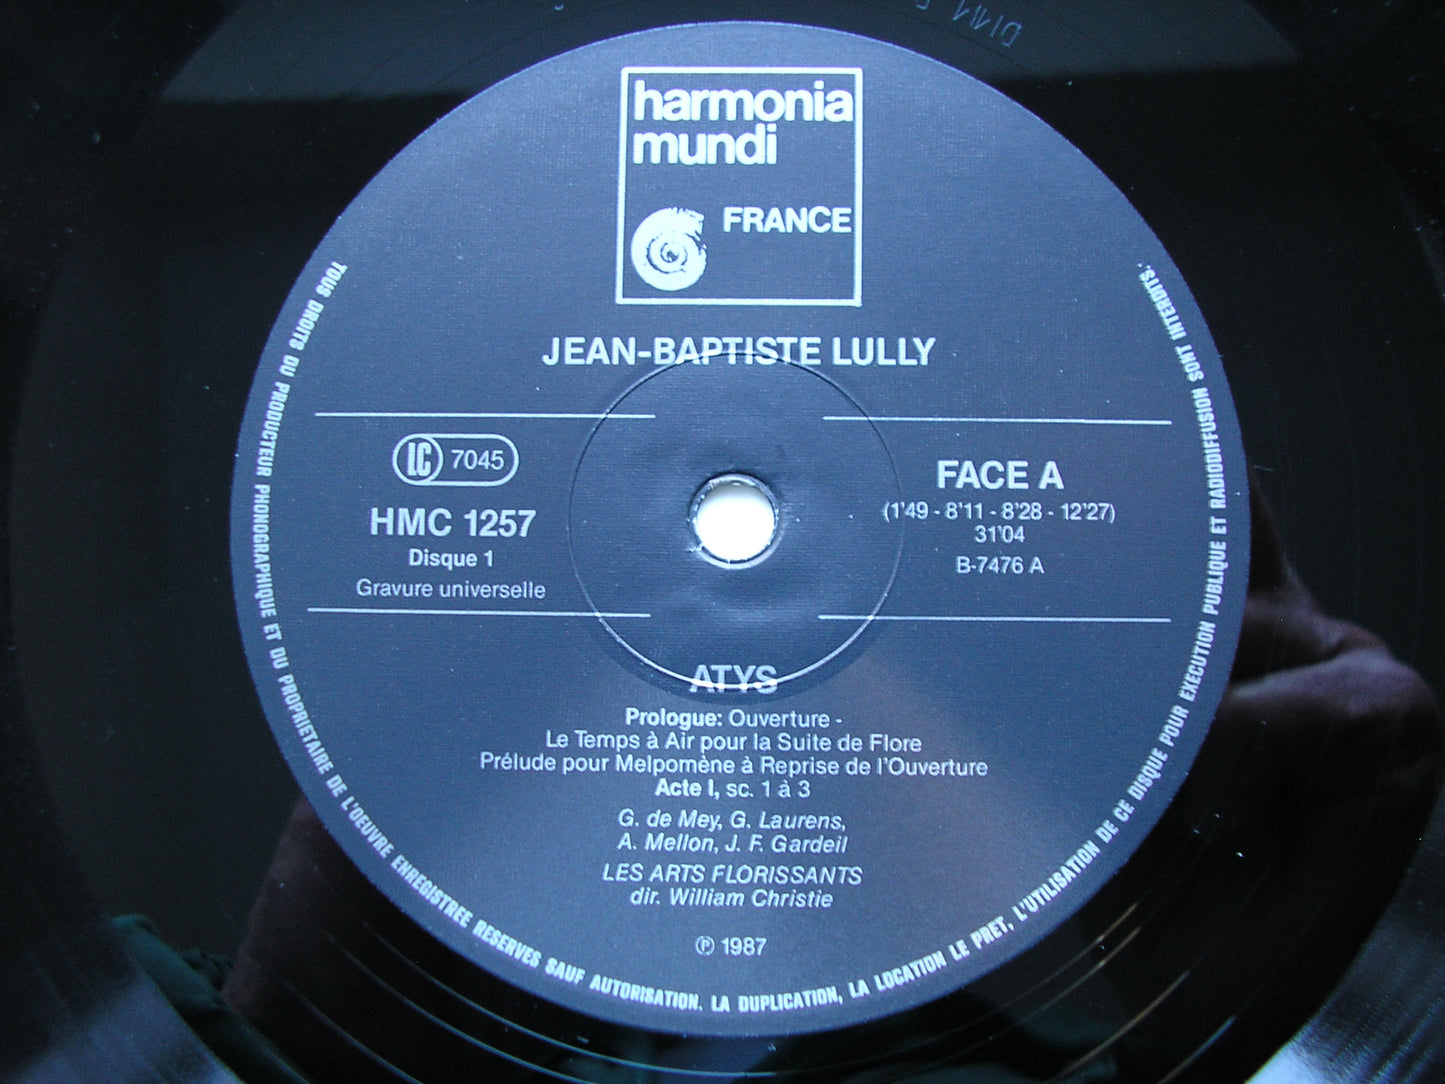 harmonia
mundi
FRANCE
JEAN-BAPTISTE LULLY
LC 7045
HMC 1257
Disque 1
Gravure universelle
FACE A
(1'49 - 8'11 - 8'28 - 12'27)
31'04
B-7476 A
ATYS
Prologue: Ouverture -
Le Temps à Air pour la Suite de Flore
Prélude pour Melpomène à Reprise de l'Ouverture
Acte I, sc. 1 à 3
G. de Mey, G. Laurens,
A. Mellon, J. F. Gardeil
LES ARTS FLORISSANTS
dir. William Christie
℗ 1987
TOUS DROITS DU PRODUCTEUR PHONOGRAPHIQUE ET DU PROPRIETAIRE DE L'OEUVRE ENREGISTREE RESERVES SAUF AUTORISATION. LA DUPLICATION, LA LOCATION LE PRET, L'UTILISATION DE CE DISQUE POUR EXECUTION PUBLIQUE ET RADIODIFFUSION SONT INTERDITS.